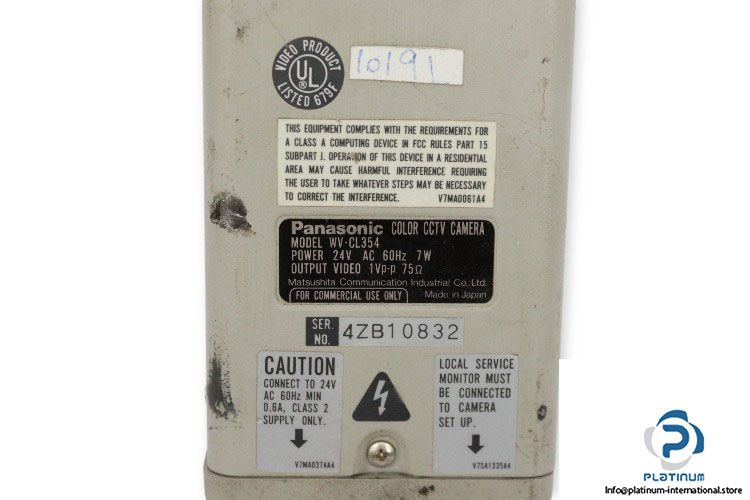 VIDEO PRODUCT
UL
®
LISTED 679F
10191
THIS EQUIPMENT COMPLIES WITH THE REQUIREMENTS FOR
A CLASS A COMPUTING DEVICE IN FCC RULES PART 15
SUBPART J. OPERATION OF THIS DEVICE IN A RESIDENTIAL
AREA MAY CAUSE HARMFUL INTERFERENCE REQUIRING
THE USER TO TAKE WHATEVER STEPS MAY BE NECESSARY
TO CORRECT THE INTERFERENCE. V7MA0061A4
Panasonic COLOR CCTV CAMERA
MODEL WV-CL354
POWER 24V AC 60Hz 7W
OUTPUT VIDEO 1Vp-p 75Ω
Matsushita Communication Industrial Co., Ltd.
FOR COMMERCIAL USE ONLY Made in Japan
SER. NO. 4ZB10832
CAUTION
CONNECT TO 24V
AC 60Hz MIN
0.6A, CLASS 2
SUPPLY ONLY.
V7MA0374A4
LOCAL SERVICE
MONITOR MUST
BE CONNECTED
TO CAMERA
SET UP.
V7SA1335A4
PLATINUM
Info@platinum-international.store